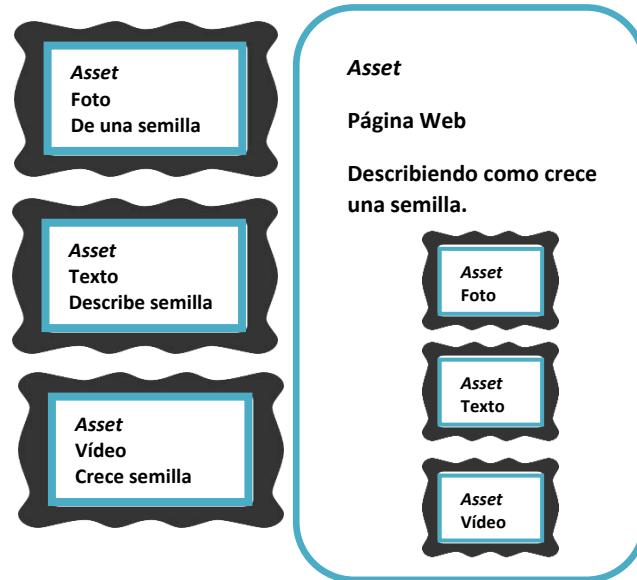 Asset
Foto
De una semilla
Asset
Texto
Describe semilla
Asset
Vídeo
Crece semilla
Asset
Página Web
Describiendo como crece
una semilla.
Asset
Foto
Asset
Texto
Asset
Vídeo